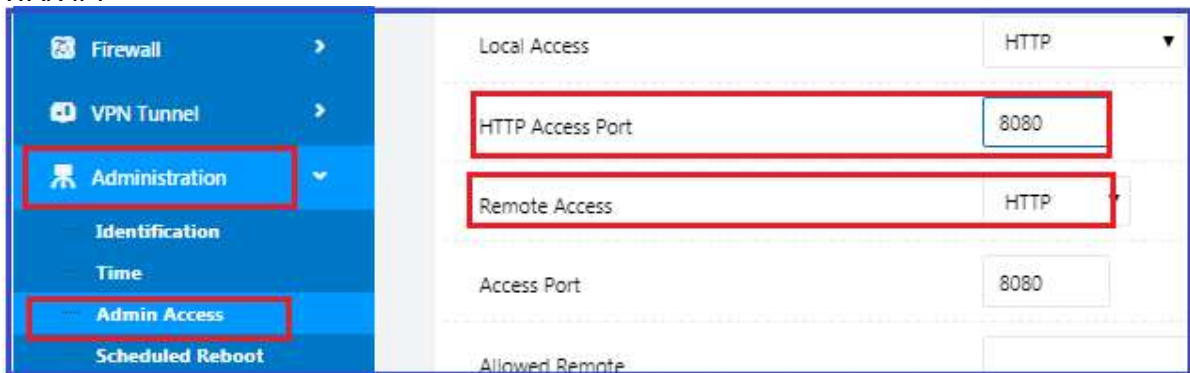 Firewall
VPN Tunnel
Administration
Identification
Time
Admin Access
Scheduled Reboot
Local Access HTTP
HTTP Access Port 8080
Remote Access HTTP
Access Port 8080
Allowed Remote